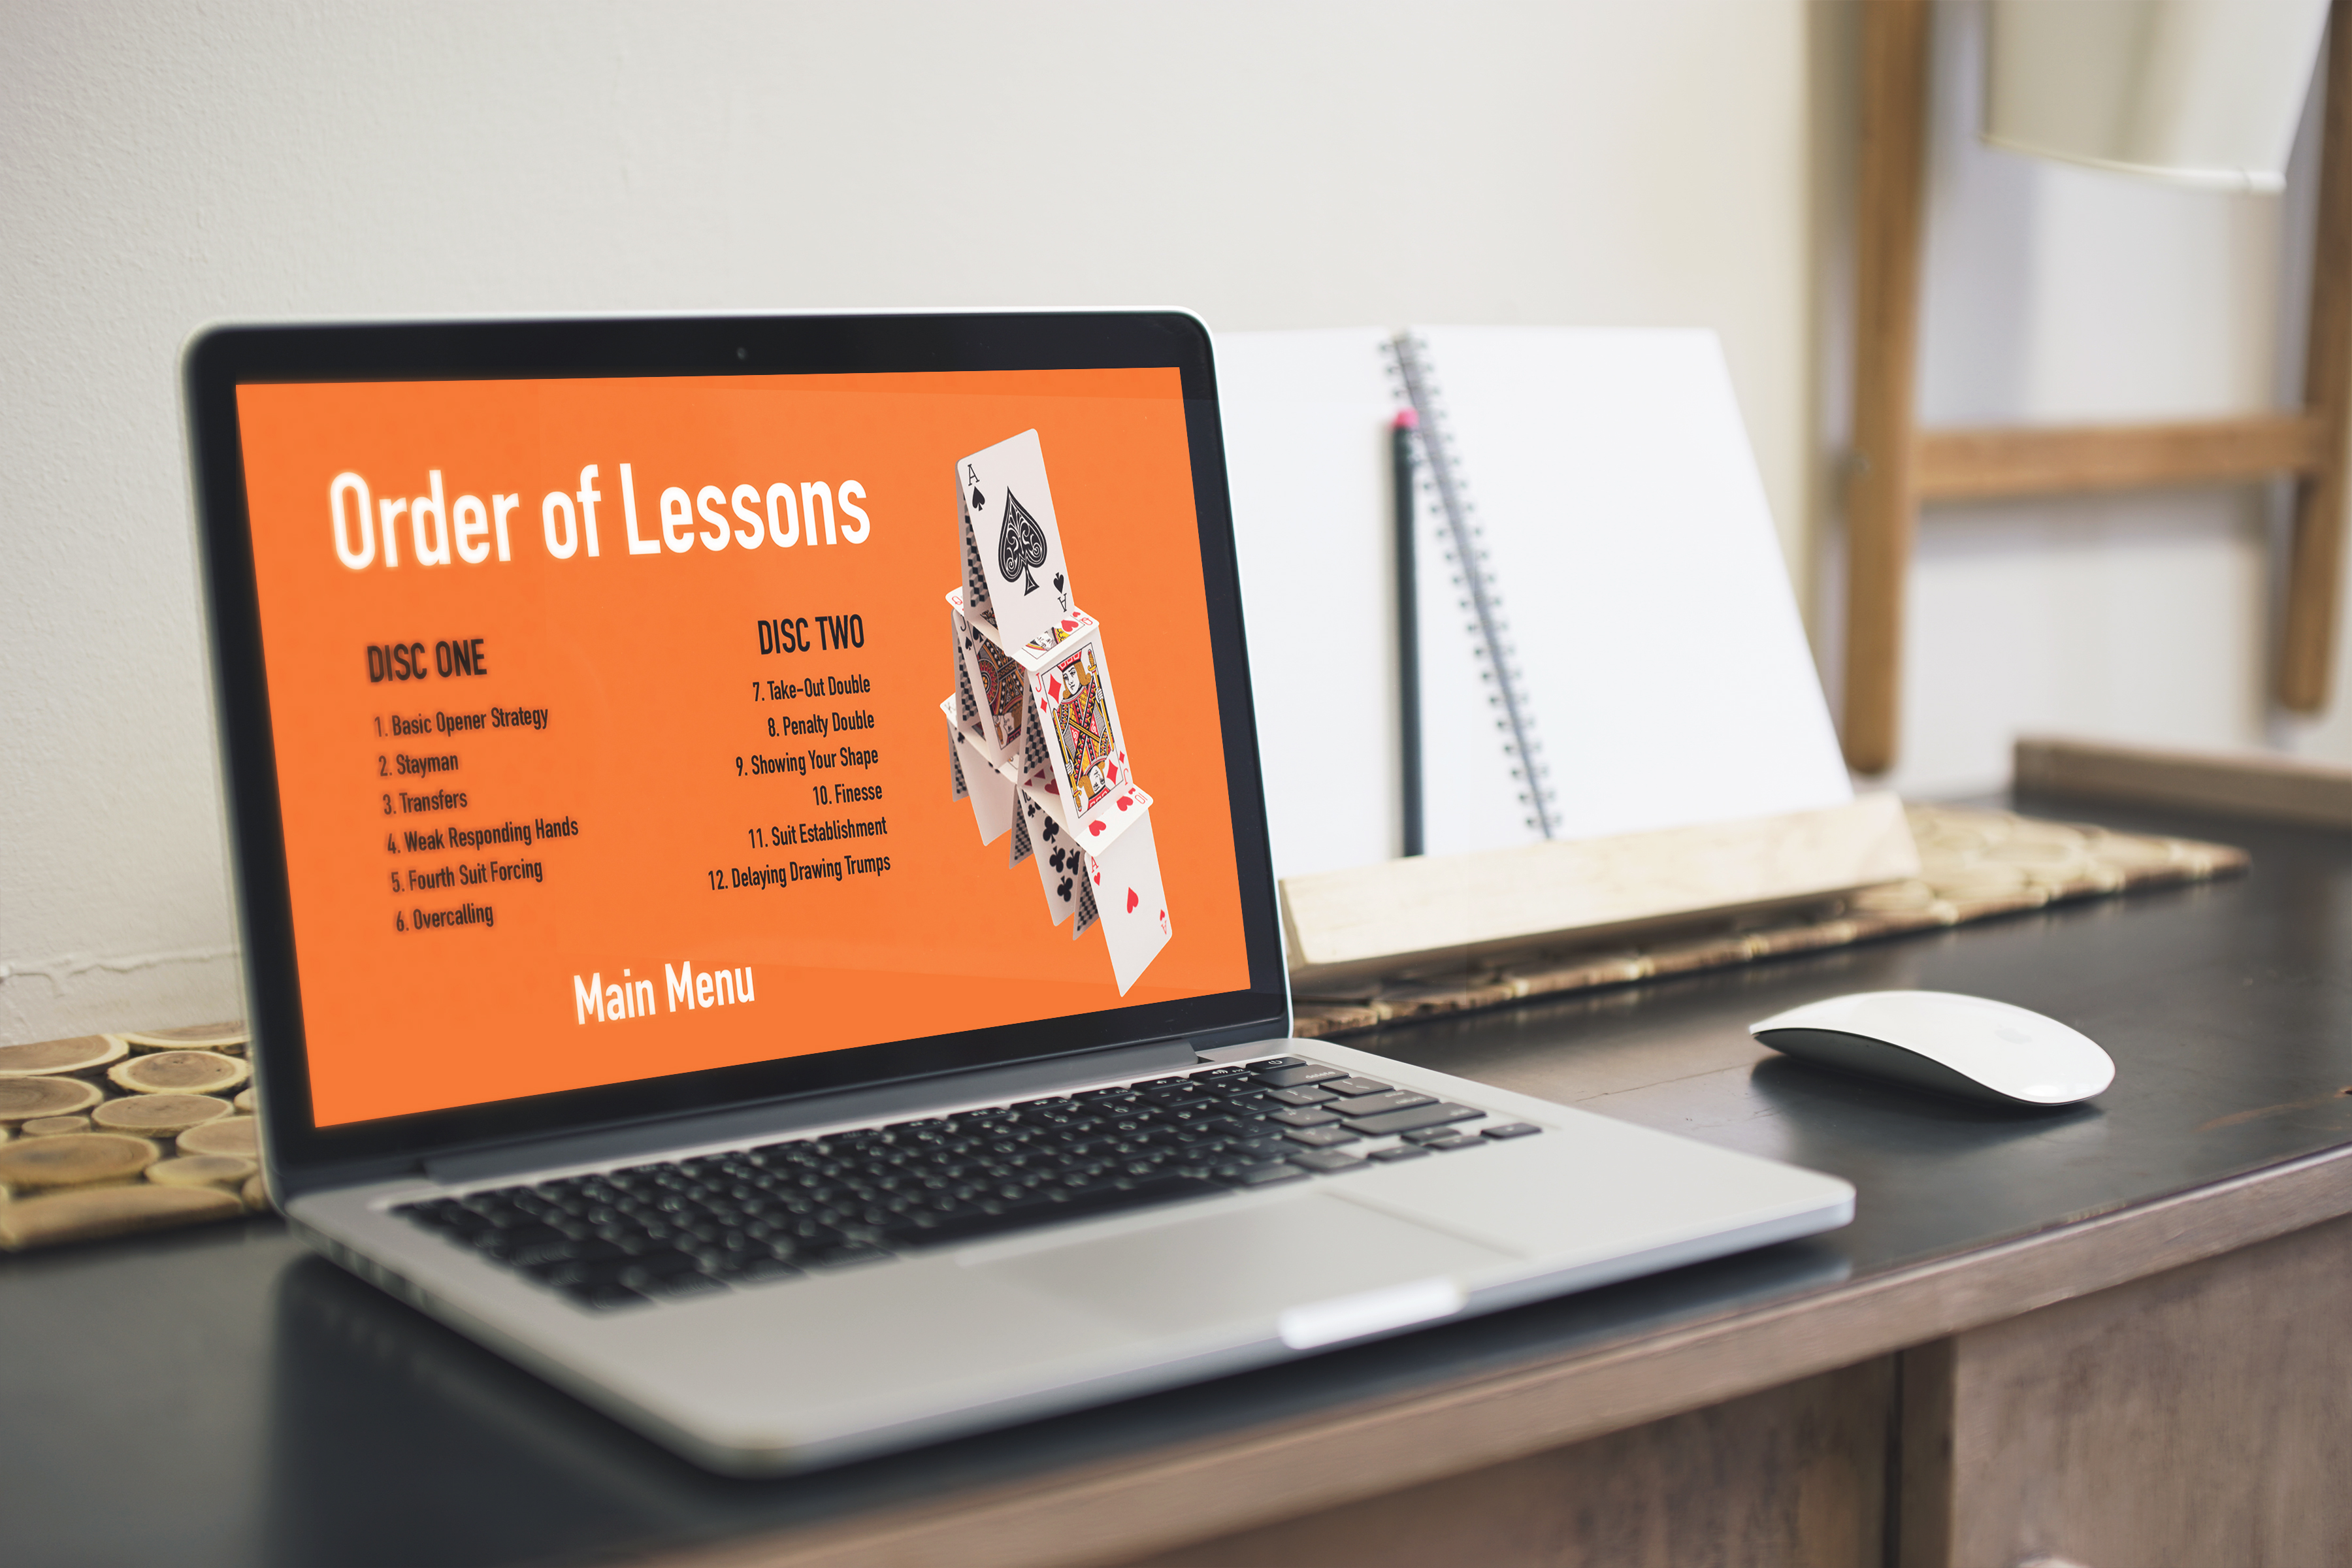 Order of Lessons
DISC ONE
1. Basic Opener Strategy
2. Stayman
3. Transfers
4. Weak Responding Hands
5. Fourth Suit Forcing
6. Overcalling
DISC TWO
7. Take-Out Double
8. Penalty Double
9. Showing Your Shape
10. Finesse
11. Suit Establishment
12. Delaying Drawing Trumps
Main Menu
A
A
J
J
A
A